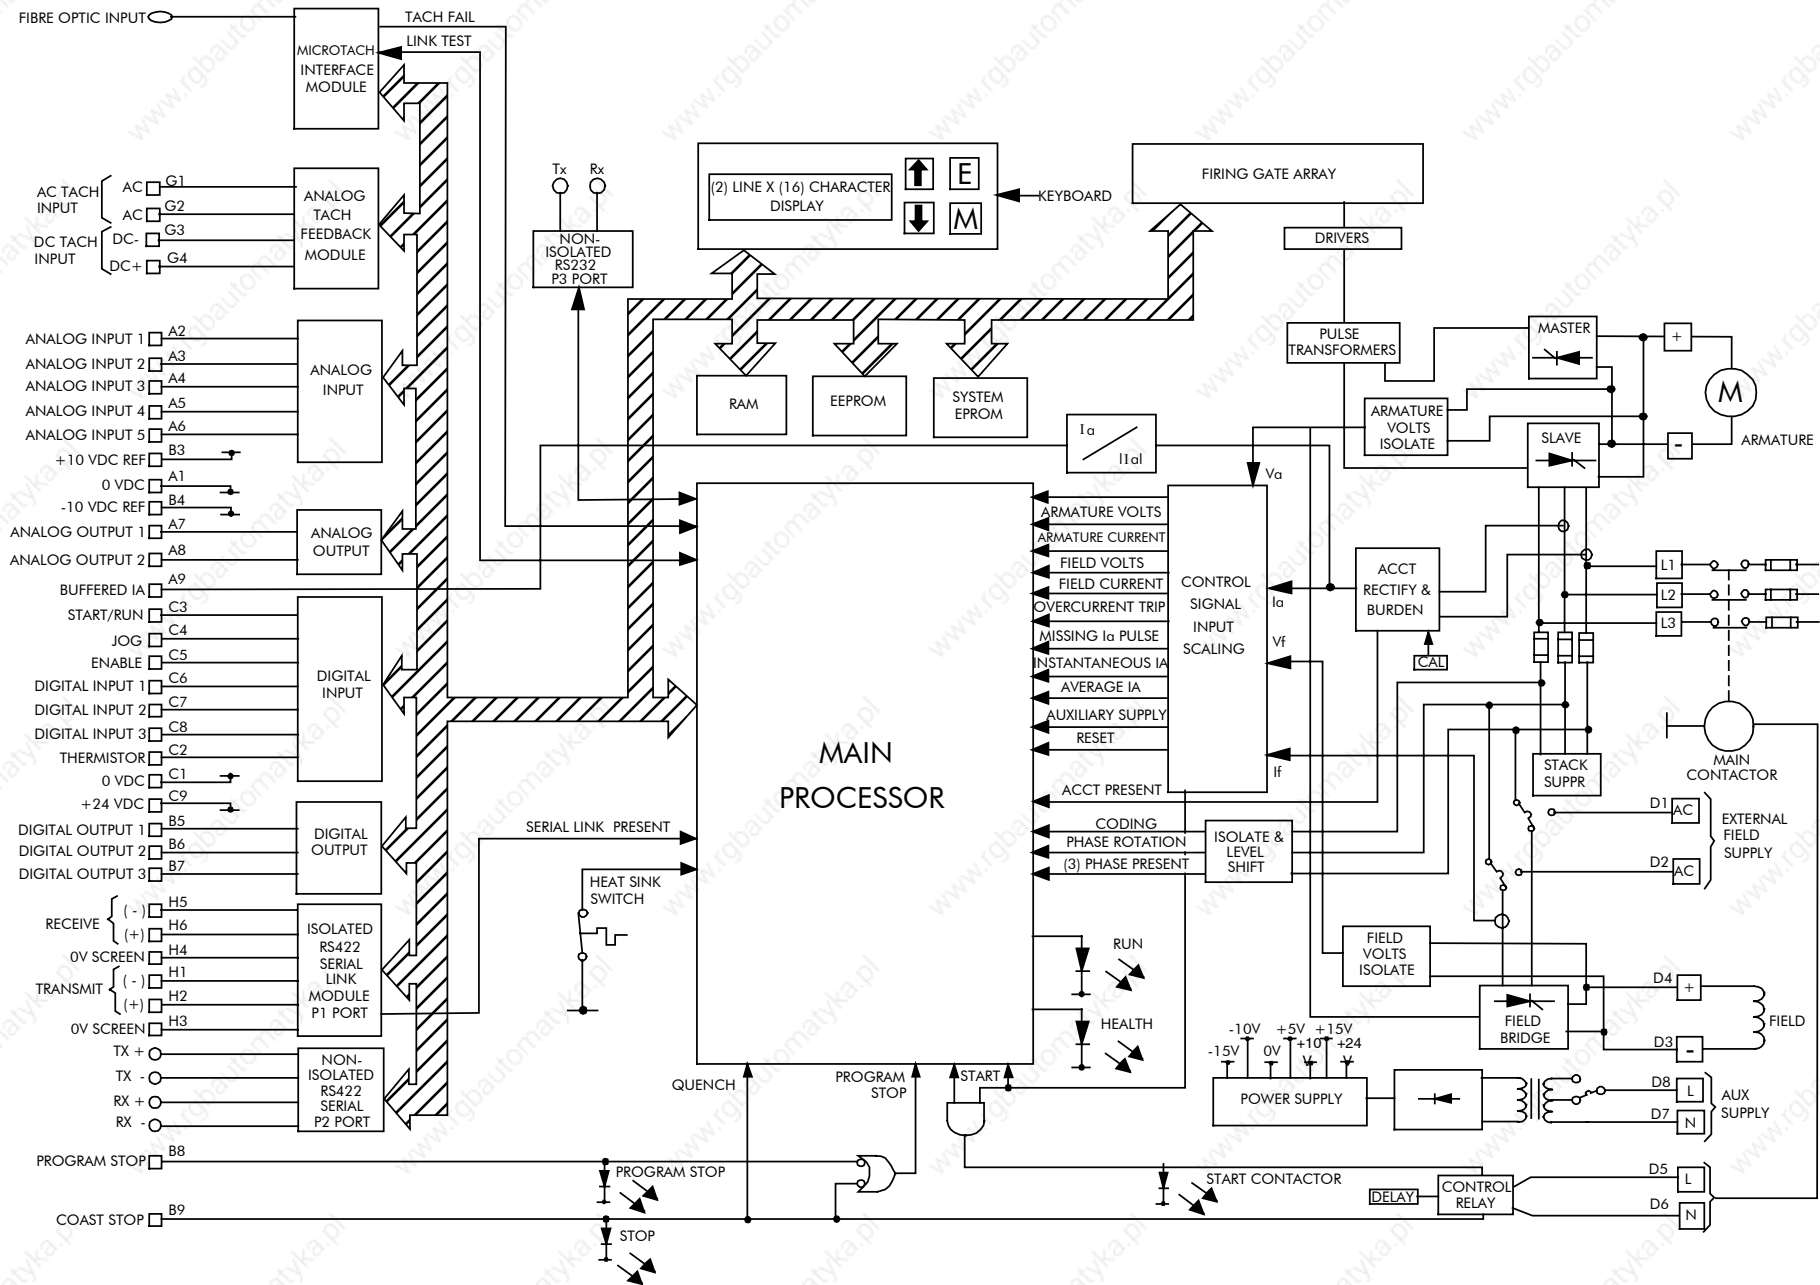 FIBRE OPTIC INPUT
TACH FAIL
LINK TEST
MICROTACH
INTERFACE
MODULE
AC TACH
INPUT
AC G1
AC G2
DC TACH
INPUT
DC- G3
DC+ G4
ANALOG
TACH
FEEDBACK
MODULE
Tx Rx
NON-
ISOLATED
RS232
P3 PORT
(2) LINE X (16) CHARACTER
DISPLAY
E
M
KEYBOARD
FIRING GATE ARRAY
DRIVERS
PULSE
TRANSFORMERS
MASTER
+
M
ARMATURE
-
ARMATURE
VOLTS
ISOLATE
SLAVE
ANALOG INPUT 1 A2
ANALOG INPUT 2 A3
ANALOG INPUT 3 A4
ANALOG INPUT 4 A5
ANALOG INPUT 5 A6
+10 VDC REF B3
0 VDC A1
-10 VDC REF B4
ANALOG OUTPUT 1 A7
ANALOG OUTPUT 2 A8
BUFFERED IA A9
START/RUN C3
JOG C4
ENABLE C5
DIGITAL INPUT 1 C6
DIGITAL INPUT 2 C7
DIGITAL INPUT 3 C8
THERMISTOR C2
0 VDC C1
+24 VDC C9
DIGITAL OUTPUT 1 B5
DIGITAL OUTPUT 2 B6
DIGITAL OUTPUT 3 B7
RECEIVE
(-) H5
(+) H6
0V SCREEN H4
TRANSMIT
(-) H1
(+) H2
0V SCREEN H3
TX +
TX -
RX +
RX -
PROGRAM STOP B8
COAST STOP B9
ANALOG
INPUT
ANALOG
OUTPUT
DIGITAL
INPUT
DIGITAL
OUTPUT
ISOLATED
RS422
SERIAL
LINK
MODULE
P1 PORT
NON-
ISOLATED
RS422
SERIAL
P2 PORT
RAM
EEPROM
SYSTEM
EPROM
Ia
IIal
MAIN
PROCESSOR
SERIAL LINK PRESENT
HEAT SINK
SWITCH
ARMATURE VOLTS
ARMATURE CURRENT
FIELD VOLTS
FIELD CURRENT
OVERCURRENT TRIP
MISSING Ia PULSE
INSTANTANEOUS IA
AVERAGE IA
AUXILIARY SUPPLY
RESET
ACCT PRESENT
CODING
PHASE ROTATION
(3) PHASE PRESENT
CONTROL
SIGNAL
INPUT
SCALING
Va
Ia
Vf
If
ACCT
RECTIFY &
BURDEN
CAL
ISOLATE &
LEVEL
SHIFT
L1
L2
L3
MAIN
CONTACTOR
STACK
SUPPR
D1 AC
D2 AC
EXTERNAL
FIELD
SUPPLY
FIELD
VOLTS
ISOLATE
FIELD
BRIDGE
D4 +
D3 -
FIELD
RUN
HEALTH
QUENCH
PROGRAM
STOP
START
-15V
-10V
0V
+5V
+10
V
+15V
+24
V
POWER SUPPLY
D8 L
D7 N
AUX
SUPPLY
PROGRAM STOP
STOP
START CONTACTOR
DELAY
CONTROL
RELAY
D5 L
D6 N
www.rgbautomatyka.pl